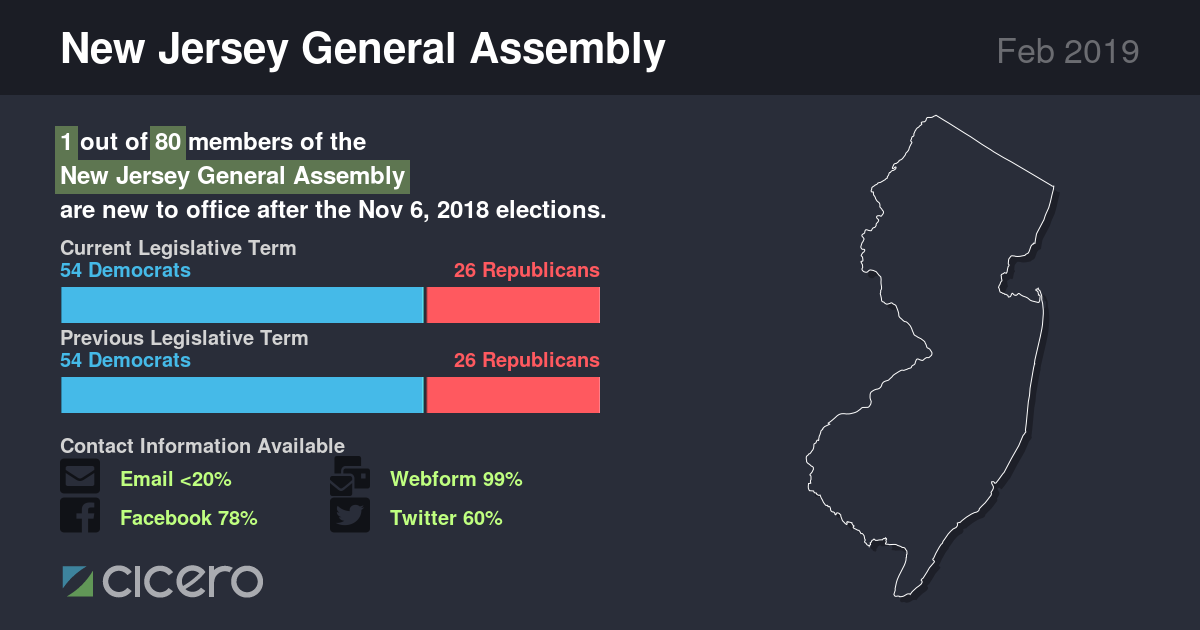 New Jersey General Assembly
Feb 2019
1 out of 80 members of the
New Jersey General Assembly
are new to office after the Nov 6, 2018 elections.
Current Legislative Term
54 Democrats 26 Republicans
Previous Legislative Term
54 Democrats 26 Republicans
Contact Information Available
Email <20% Webform 99%
Facebook 78% Twitter 60%
cicero